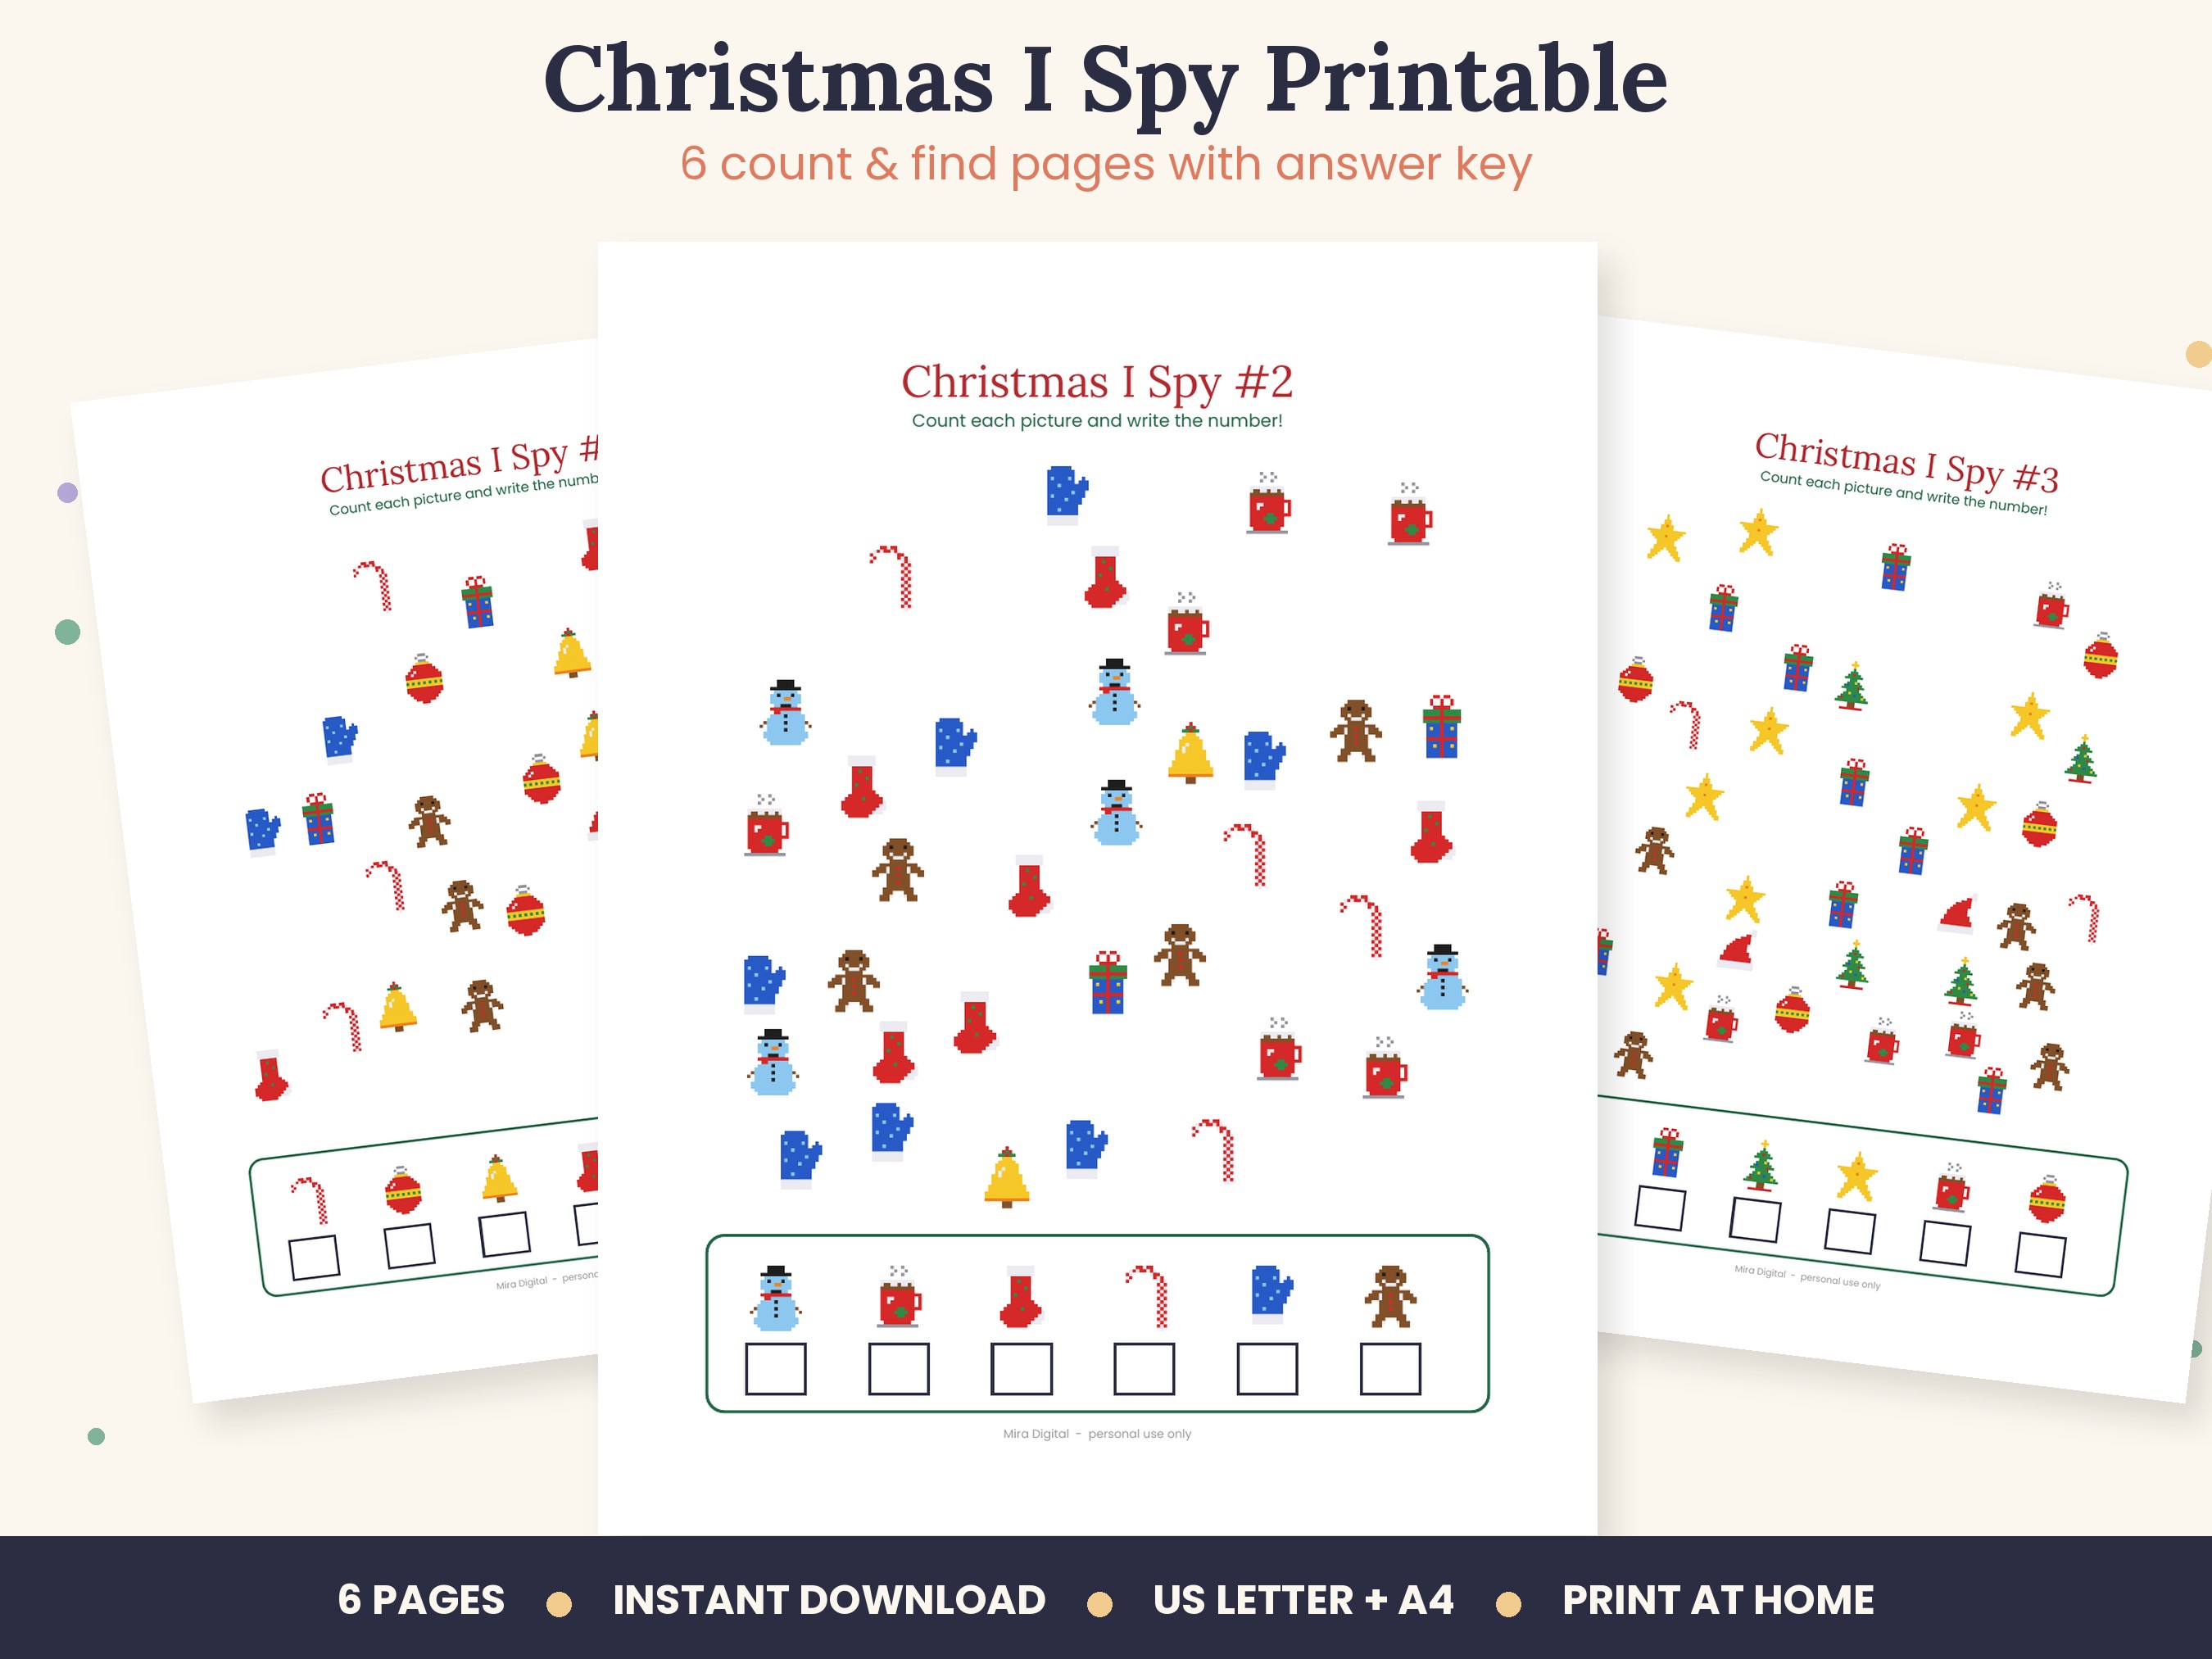 Christmas I Spy Printable
6 count & find pages with answer key
Christmas I Spy #
Count each picture and write the
Mira Digital -
Christmas I Spy #2
Count each picture and write the number!
Mira Digital - personal use only
Christmas I Spy #3
Count each picture and write the number!
Mira Digital - personal use only
6 PAGES
INSTANT DOWNLOAD
US LETTER + A4
PRINT AT HOME